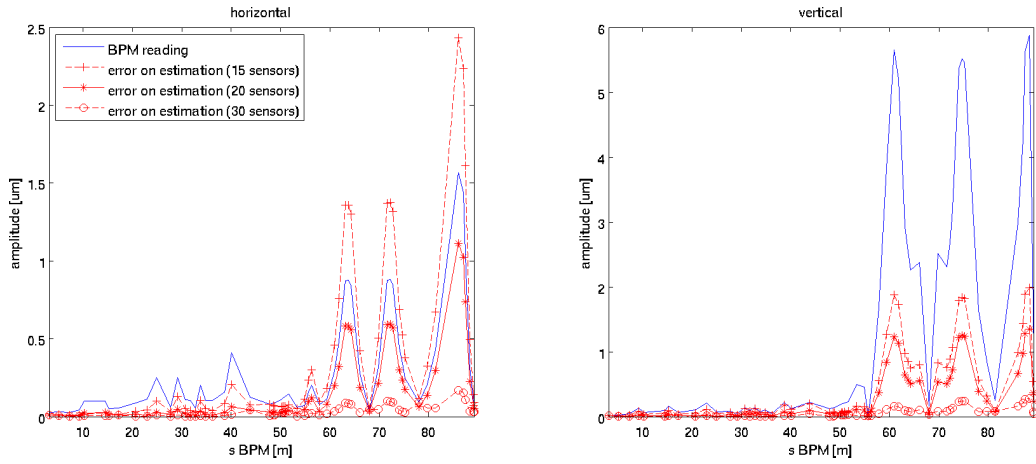 horizontal
2.5
2
1.5
1
0.5
0
amplitude [um]
BPM reading
error on estimation (15 sensors)
error on estimation (20 sensors)
error on estimation (30 sensors)
10 20 30 40 50 60 70 80
s BPM [m]
vertical
6
5
4
3
2
1
0
amplitude [um]
10 20 30 40 50 60 70 80
s BPM [m]